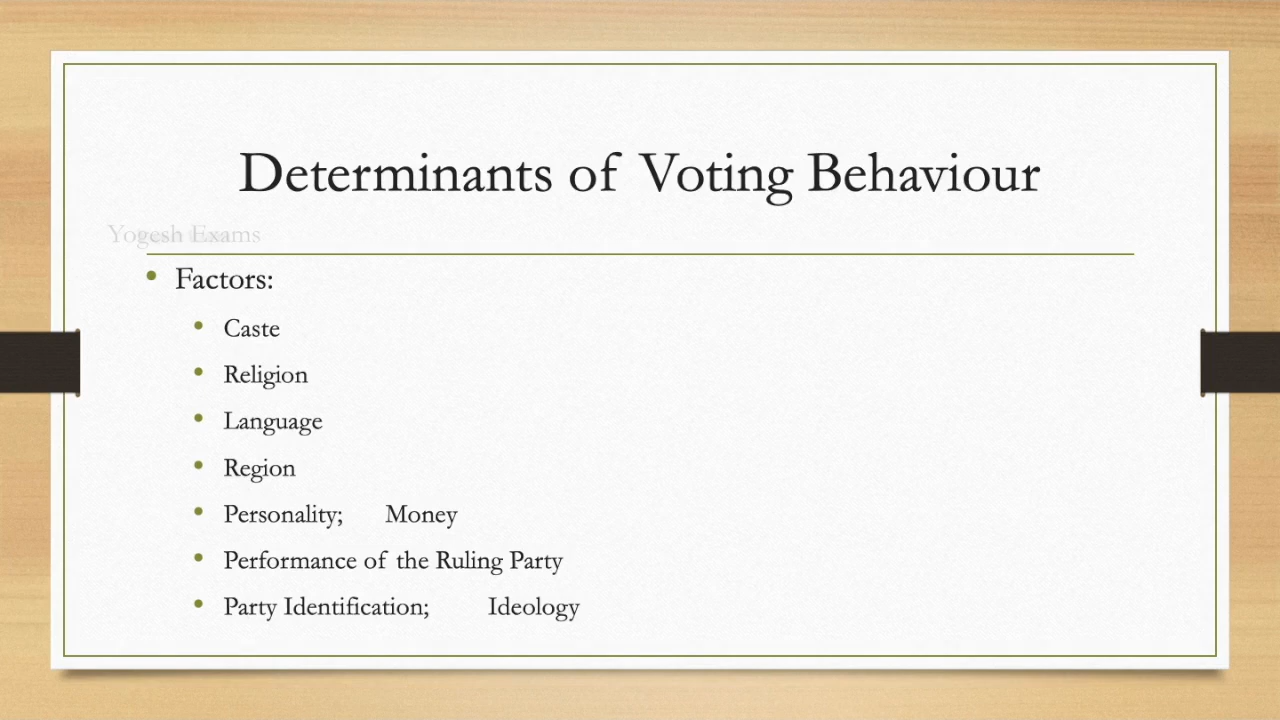 Determinants of Voting Behaviour
Yogesh Exams
Factors:
Caste
Religion
Language
Region
Personality; Money
Performance of the Ruling Party
Party Identification; Ideology